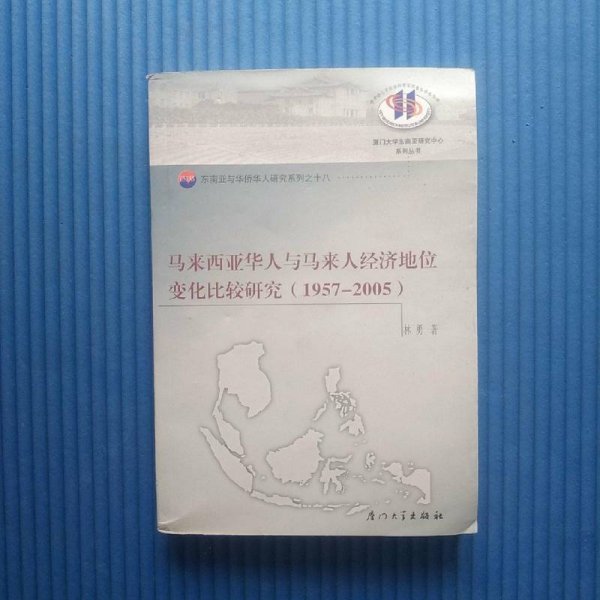 厦门大学东南亚研究中心
系列丛书
东南亚与华侨华人研究系列之十八
马来西亚华人与马来人经济地位
变化比较研究（1957-2005）
林勇 著
厦门大学出版社